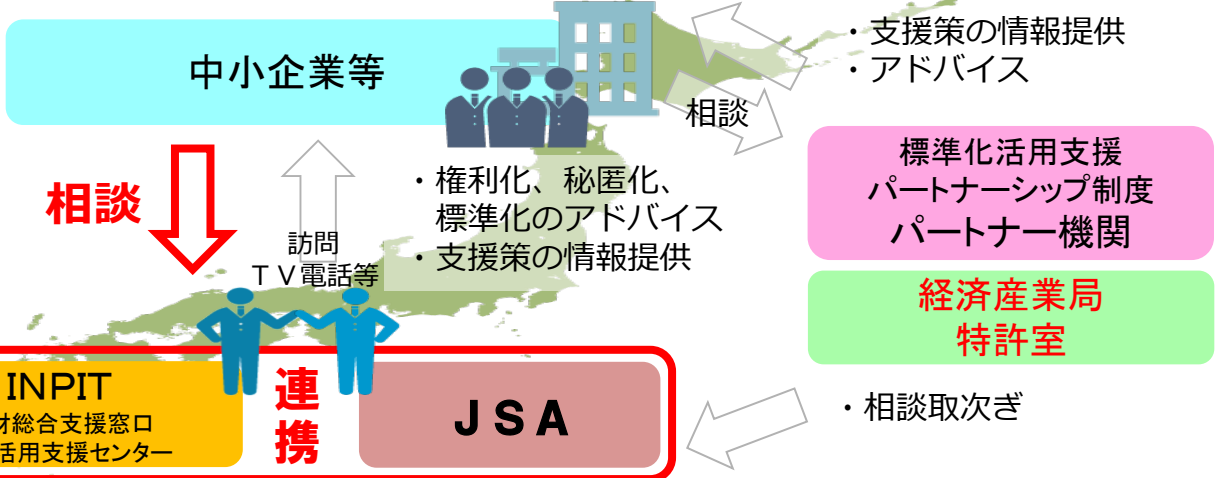 中小企業等
・支援策の情報提供
・アドバイス
相談
標準化活用支援
パートナーシップ制度
パートナー機関
経済産業局
特許室
相談
訪問
ＴＶ電話等
・権利化、秘匿化、
標準化のアドバイス
・支援策の情報提供
INPIT
財総合支援窓口
活用支援センター
連
携
ＪＳＡ
・相談取次ぎ